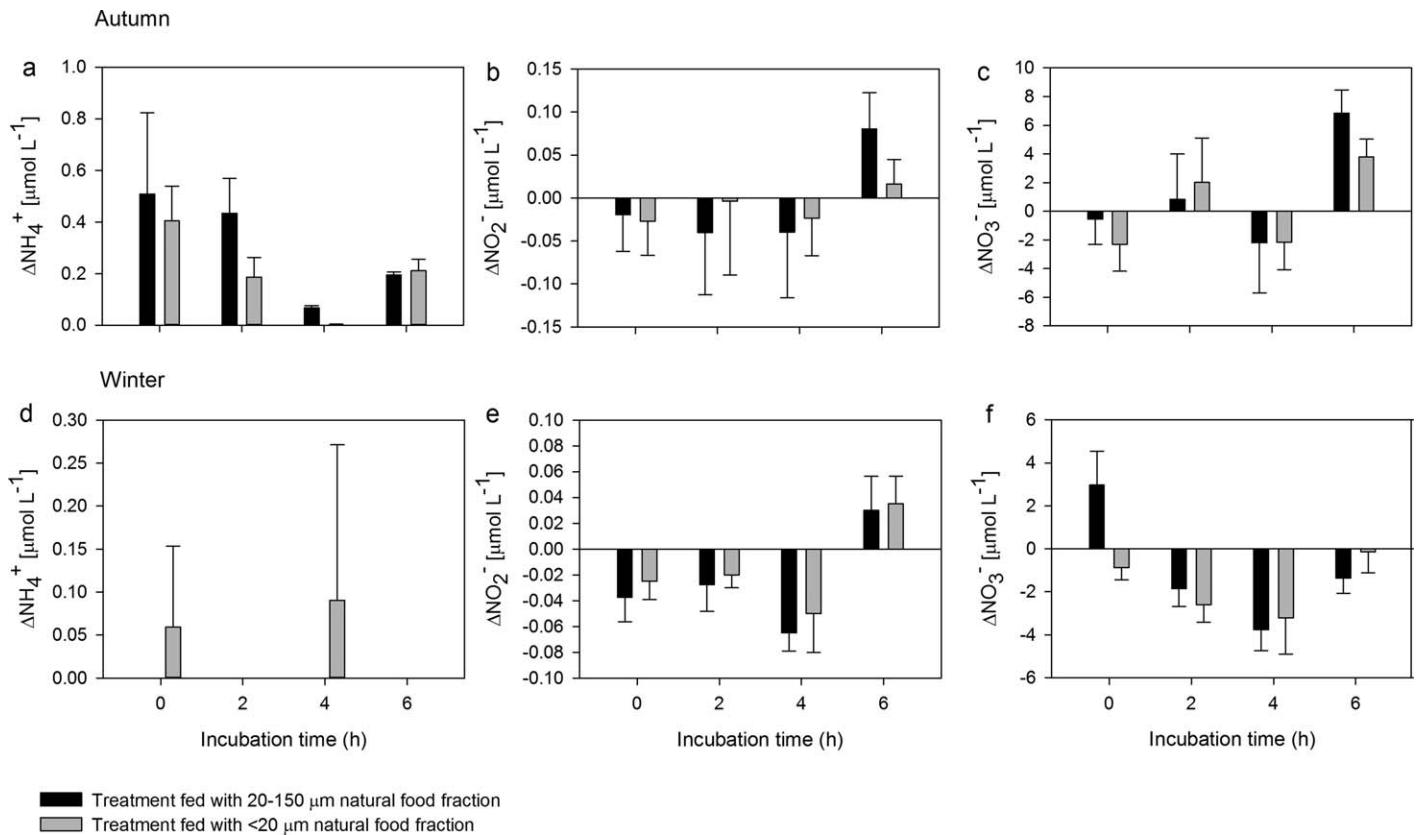 Autumn
a
b
c
1.0
0.8
0.6
0.4
0.2
0.0
ΔNH4+ [μmol L-1]
0.15
0.10
0.05
0.00
-0.05
-0.10
-0.15
ΔNO2- [μmol L-1]
10
8
6
4
2
0
-2
-4
-6
-8
ΔNO3- [μmol L-1]
Winter
d
e
f
0.30
0.25
0.20
0.15
0.10
0.05
0.00
ΔNH4+ [μmol L-1]
0 2 4 6
Incubation time (h)
0.10
0.08
0.06
0.04
0.02
0.00
-0.02
-0.04
-0.06
-0.08
-0.10
ΔNO2- [μmol L-1]
0 2 4 6
Incubation time (h)
6
4
2
0
-2
-4
-6
ΔNO3- [μmol L-1]
0 2 4 6
Incubation time (h)
Treatment fed with 20-150 μm natural food fraction
Treatment fed with <20 μm natural food fraction